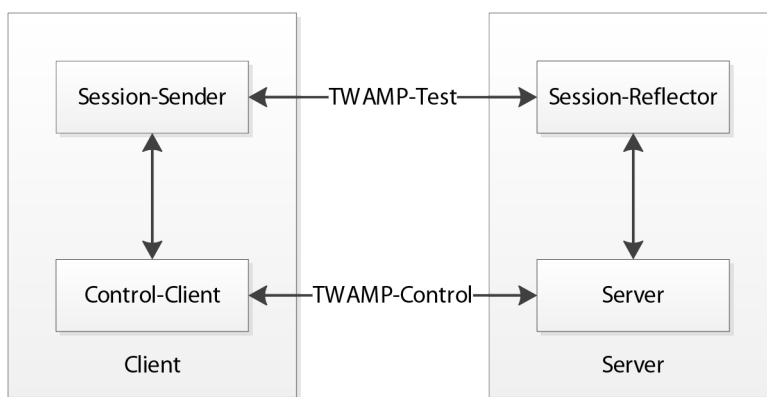 Session-Sender
TWAMP-Test
Session-Reflector
Control-Client
TWAMP-Control
Server
Client
Server